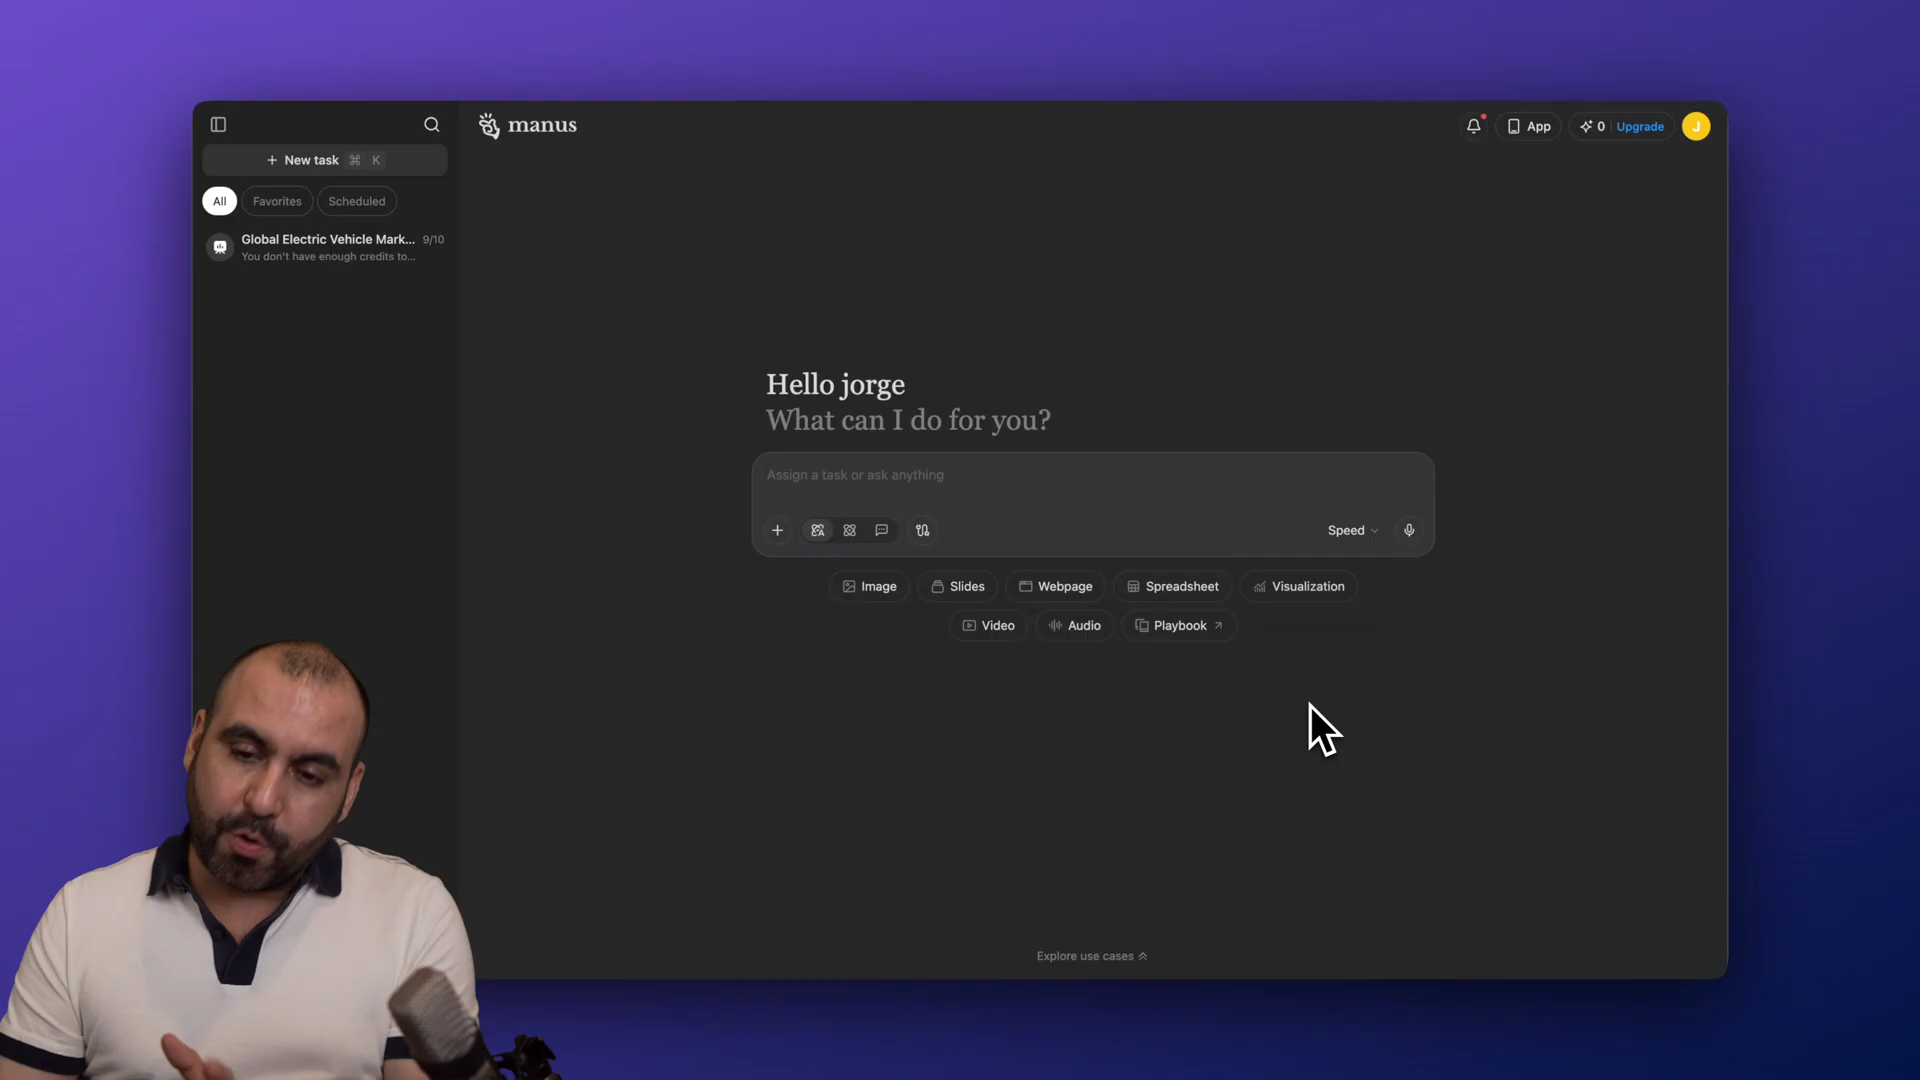 manus
App
0 Upgrade
J
New task ⌘ K
All Favorites Scheduled
Global Electric Vehicle Mark... 9/10
You don't have enough credits to...
Hello jorge
What can I do for you?
Assign a task or ask anything
Speed
Image Slides Webpage Spreadsheet Visualization
Video Audio Playbook
Explore use cases